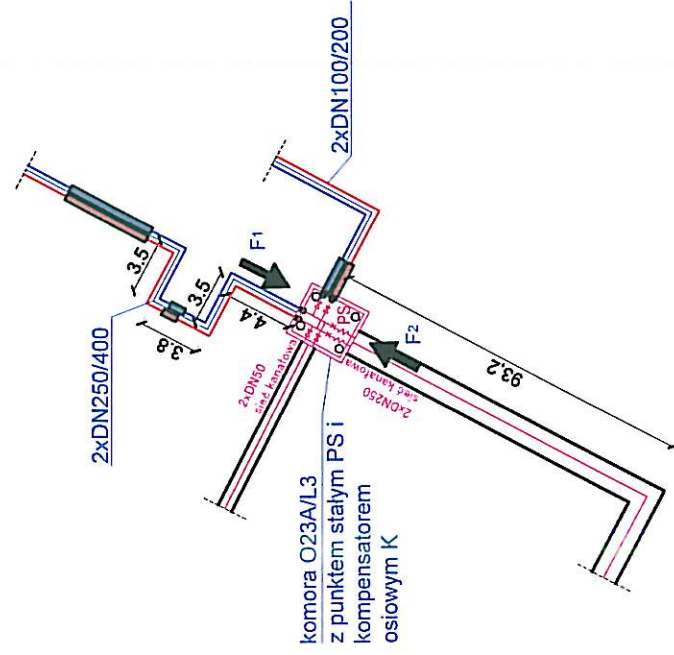 2xDN250/400
3.5
3.8
3.5
4.4
F1
2xDN100/200
2xDN50
sieć kanałowa
PS
F2
2xDN250
sieć kanałowa
93,2
komora O23A/L3
z punktem stałym PS i
kompensatorem
osiowym K